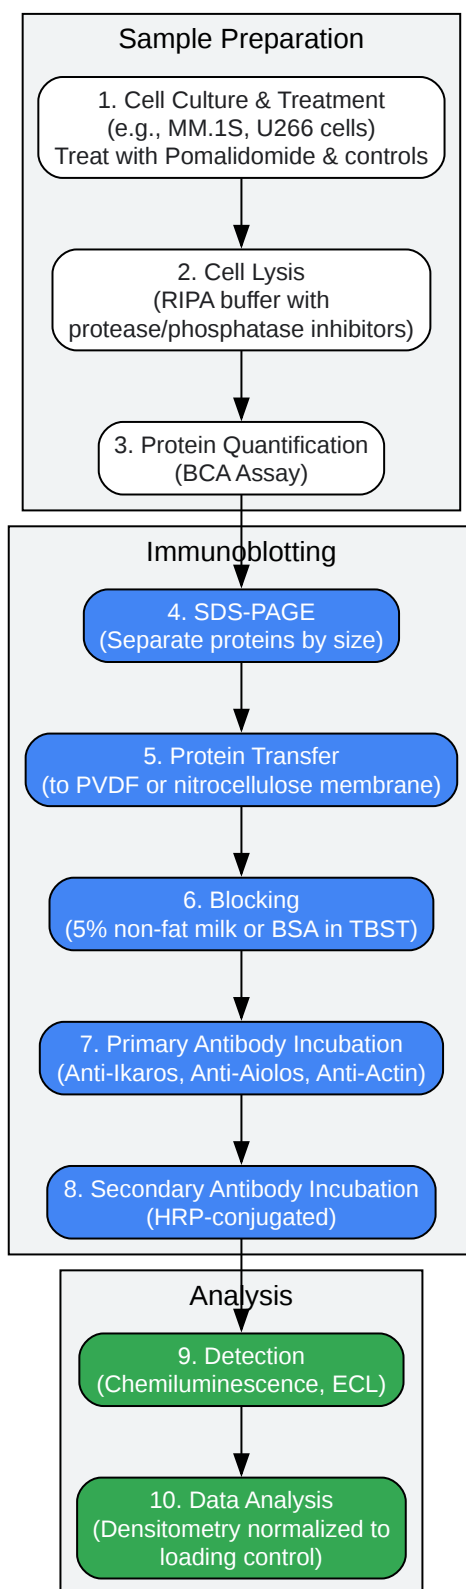 Sample Preparation
1. Cell Culture & Treatment
(e.g., MM.1S, U266 cells)
Treat with Pomalidomide & controls
2. Cell Lysis
(RIPA buffer with
protease/phosphatase inhibitors)
3. Protein Quantification
(BCA Assay)
Immunoblotting
4. SDS-PAGE
(Separate proteins by size)
5. Protein Transfer
(to PVDF or nitrocellulose membrane)
6. Blocking
(5% non-fat milk or BSA in TBST)
7. Primary Antibody Incubation
(Anti-Ikaros, Anti-Aiolos, Anti-Actin)
8. Secondary Antibody Incubation
(HRP-conjugated)
Analysis
9. Detection
(Chemiluminescence, ECL)
10. Data Analysis
(Densitometry normalized to
loading control)